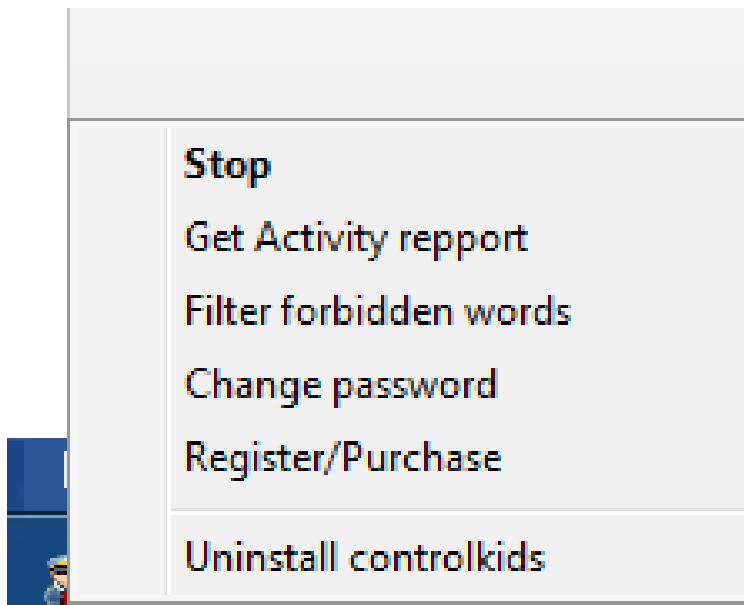 Stop
Get Activity repport
Filter forbidden words
Change password
Register/Purchase
Uninstall controlkids